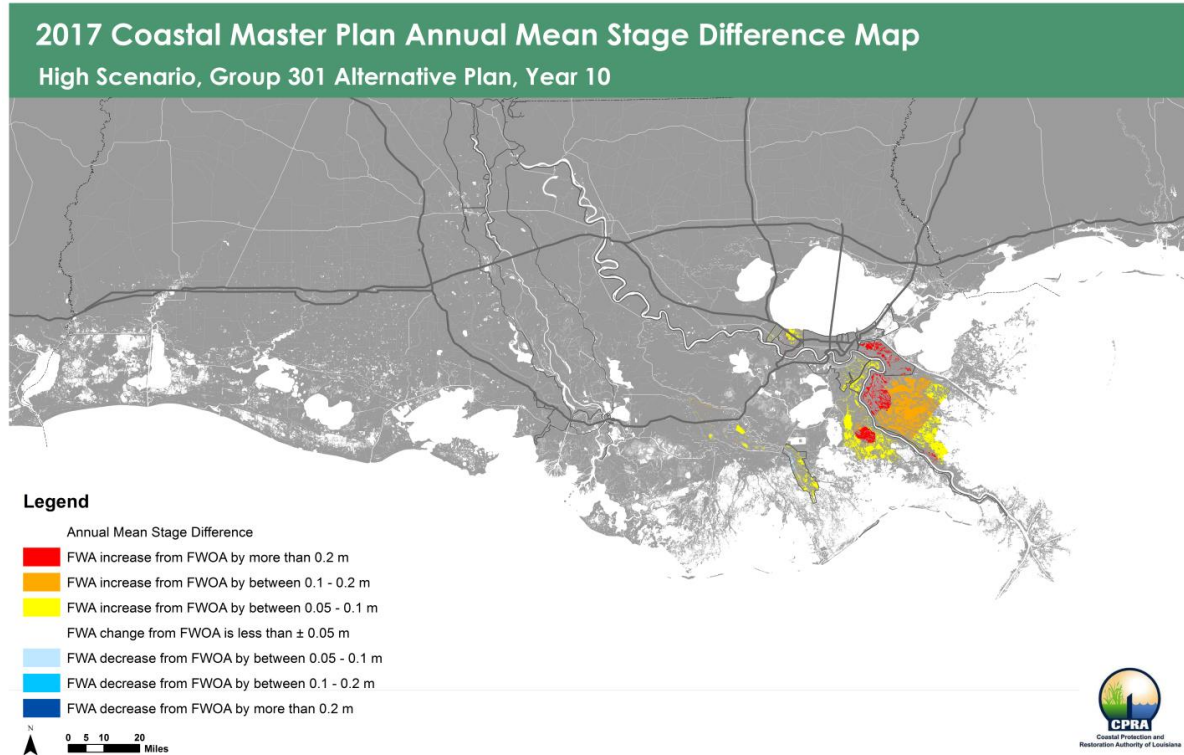 2017 Coastal Master Plan Annual Mean Stage Difference Map
High Scenario, Group 301 Alternative Plan, Year 10
Legend
Annual Mean Stage Difference
FWA increase from FWOA by more than 0.2 m
FWA increase from FWOA by between 0.1 - 0.2 m
FWA increase from FWOA by between 0.05 - 0.1 m
FWA change from FWOA is less than ± 0.05 m
FWA decrease from FWOA by between 0.05 - 0.1 m
FWA decrease from FWOA by between 0.1 - 0.2 m
FWA decrease from FWOA by more than 0.2 m
N
0 5 10 20
Miles
CPRA
Coastal Protection and
Restoration Authority of Louisiana